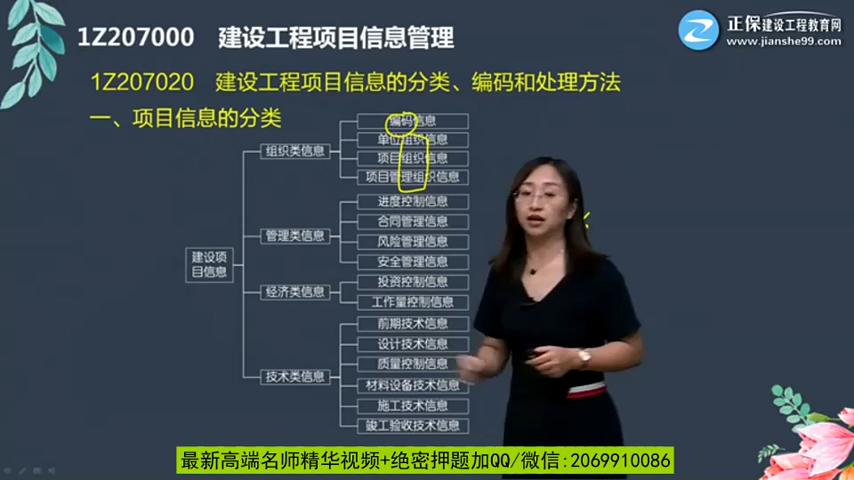 1Z207000 建设工程项目信息管理
正保建设工程教育网
www.jianshe99.com
1Z207020 建设工程项目信息的分类、编码和处理方法
一、项目信息的分类
建设项目信息
组织类信息
编码信息
单位组织信息
项目组织信息
项目管理组织信息
管理类信息
进度控制信息
合同管理信息
风险管理信息
安全管理信息
经济类信息
投资控制信息
工作量控制信息
技术类信息
前期技术信息
设计技术信息
质量控制信息
材料设备技术信息
施工技术信息
竣工验收技术信息
最新高端名师精华视频+绝密押题加QQ/微信:2069910086